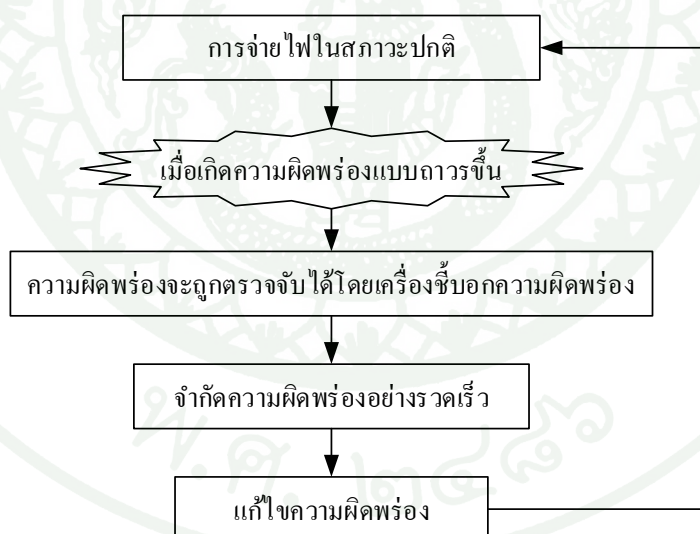 การจ่ายไฟในสภาวะปกติ
เมื่อเกิดความผิดพร่องแบบถาวรขึ้น
ความผิดพร่องจะถูกตรวจจับได้โดยเครื่องชี้บอกความผิดพร่อง
จำกัดความผิดพร่องอย่างรวดเร็ว
แก้ไขความผิดพร่อง
พ.ศ. ๒๔๘๖